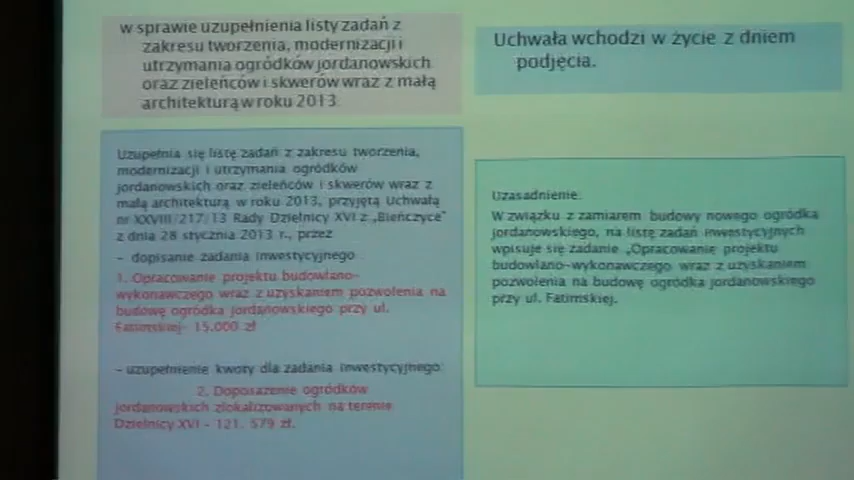 w sprawie uzupełnienia listy zadań z
zakresu tworzenia, modernizacji i
utrzymania ogródków jordanowskich
oraz zieleńców i skwerów wraz z małą
architekturą w roku 2013
Uzupełnia się listę zadań z zakresu tworzenia,
modernizacji i utrzymania ogródków
jordanowskich oraz zieleńców i skwerów wraz z
małą architekturą w roku 2013, przyjętą Uchwałą
nr XXVIII/217/13 Rady Dzielnicy XVI z „Bieńczyce"
z dnia 28 stycznia 2013 r., przez
- dopisanie zadania inwestycyjnego
1. Opracowanie projektu budowlano-
wykonawczego wraz z uzyskaniem pozwolenia na
budowę ogródka jordanowskiego przy ul.
Fatimskiej- 15.000 zł
- uzupełnienie kwoty dla zadania inwestycyjnego:
2. Doposażenie ogródków
jordanowskich zlokalizowanych na terenie
Dzielnicy XVI - 121. 579 zł.
Uchwała wchodzi w życie z dniem
podjęcia.
Uzasadnienie:
W związku z zamiarem budowy nowego ogródka
jordanowskiego, na listę zadań inwestycyjnych
wpisuje się zadanie „Opracowanie projektu
budowlano-wykonawczego wraz z uzyskaniem
pozwolenia na budowę ogródka jordanowskiego
przy ul. Fatimskiej.